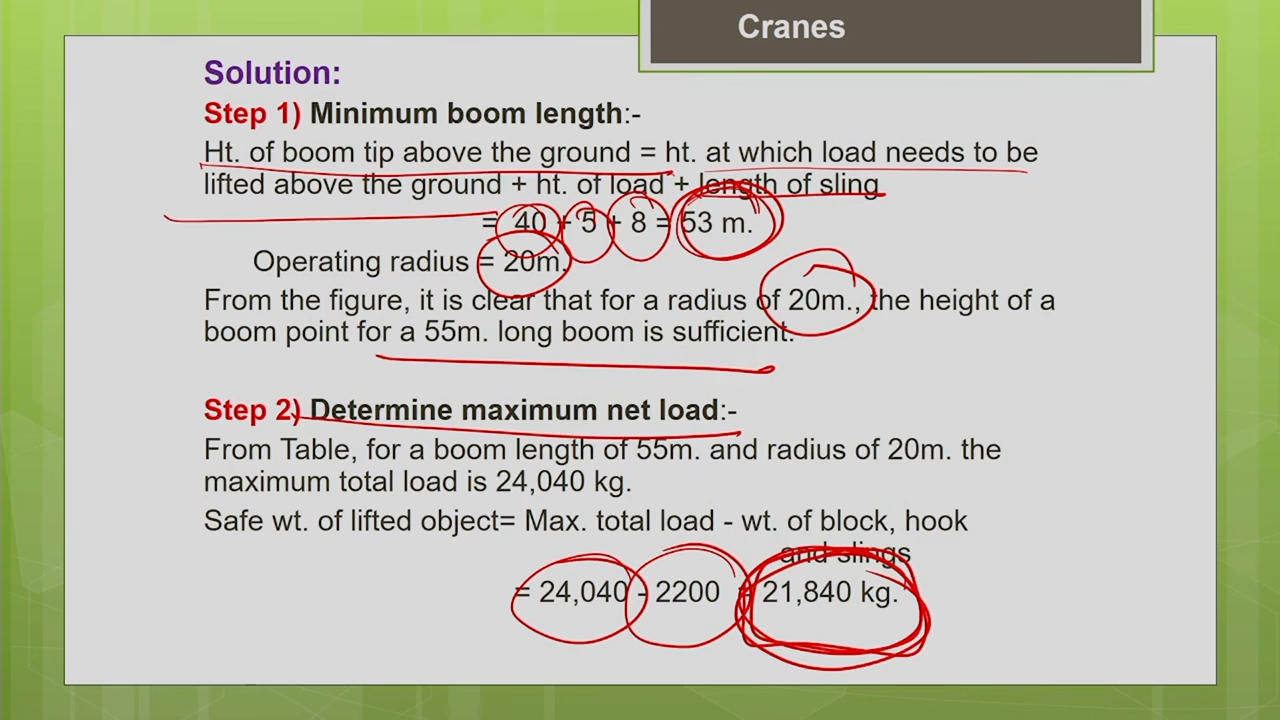 Cranes
Solution:
Step 1) Minimum boom length:-
Ht. of boom tip above the ground = ht. at which load needs to be
lifted above the ground + ht. of load + length of sling
= 40 + 5 + 8 = 53 m.
Operating radius = 20m.
From the figure, it is clear that for a radius of 20m., the height of a
boom point for a 55m. long boom is sufficient.
Step 2) Determine maximum net load:-
From Table, for a boom length of 55m. and radius of 20m. the
maximum total load is 24,040 kg.
Safe wt. of lifted object= Max. total load - wt. of block, hook
and slings
= 24,040 - 2200 = 21,840 kg.